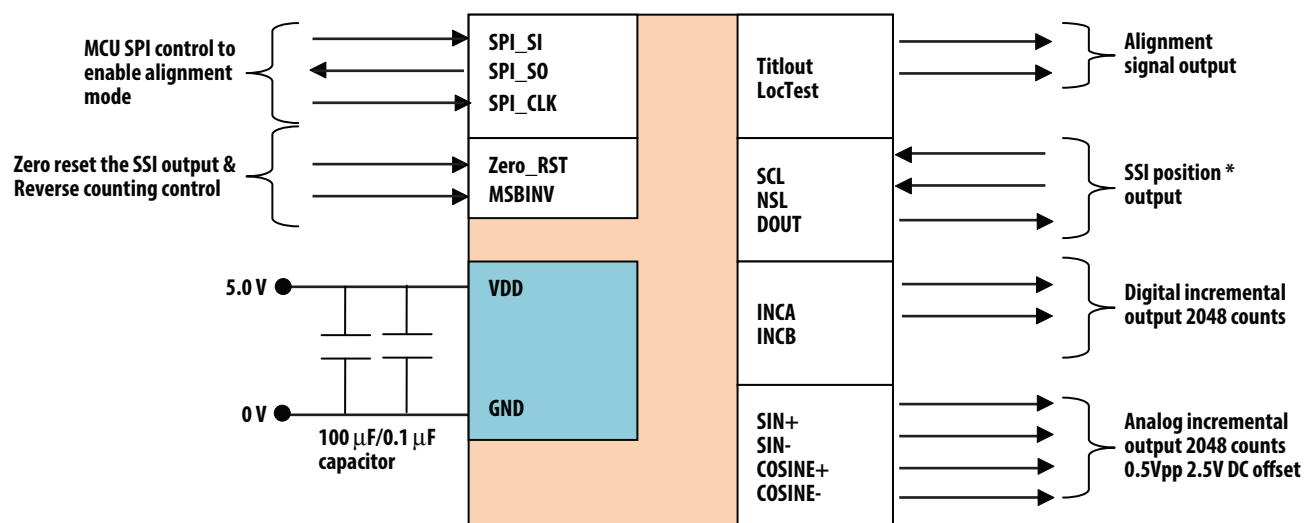 MCU SPI control to
enable alignment
mode
Zero reset the SSI output &
Reverse counting control
5.0 V
0 V
100 μF/0.1 μF
capacitor
SPI_SI
SPI_SO
SPI_CLK
Zero_RST
MSBINV
VDD
GND
Titlout
LocTest
SCL
NSL
DOUT
INCA
INCB
SIN+
SIN-
COSINE+
COSINE-
Alignment
signal output
SSI position *
output
Digital incremental
output 2048 counts
Analog incremental
output 2048 counts
0.5Vpp 2.5V DC offset